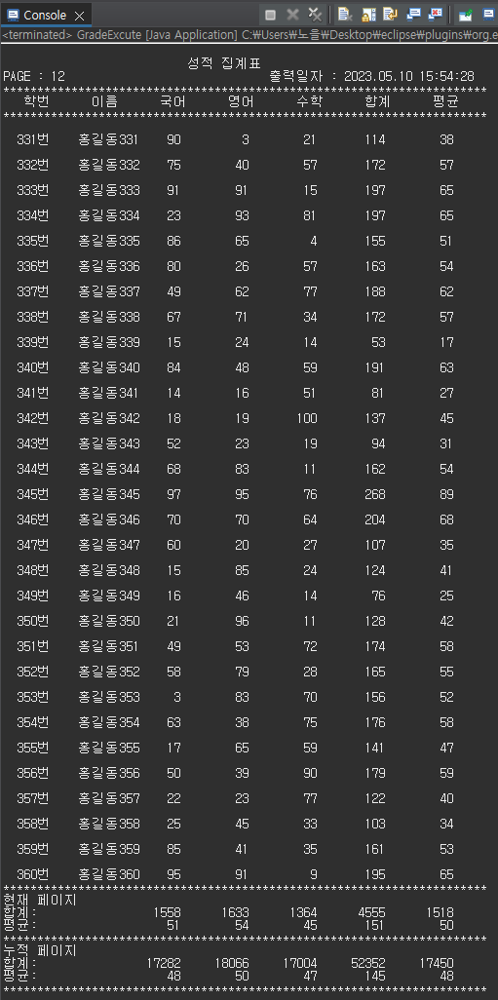 Console
<terminated> GradeExcute [Java Application] C:₩Users₩노을₩Desktop₩eclipse₩plugins₩org.e
성적 집계표
PAGE : 12 출력일자 : 2023.05.10 15:54:28
************************************************************
학번 이름 국어 영어 수학 합계 평균
************************************************************
331번 홍길동331 90 3 21 114 38
332번 홍길동332 75 40 57 172 57
333번 홍길동333 91 91 15 197 65
334번 홍길동334 23 93 81 197 65
335번 홍길동335 86 65 4 155 51
336번 홍길동336 80 26 57 163 54
337번 홍길동337 49 62 77 188 62
338번 홍길동338 67 71 34 172 57
339번 홍길동339 15 24 14 53 17
340번 홍길동340 84 48 59 191 63
341번 홍길동341 14 16 51 81 27
342번 홍길동342 18 19 100 137 45
343번 홍길동343 52 23 19 94 31
344번 홍길동344 68 83 11 162 54
345번 홍길동345 97 95 76 268 89
346번 홍길동346 70 70 64 204 68
347번 홍길동347 60 20 27 107 35
348번 홍길동348 15 85 24 124 41
349번 홍길동349 16 46 14 76 25
350번 홍길동350 21 96 11 128 42
351번 홍길동351 49 53 72 174 58
352번 홍길동352 58 79 28 165 55
353번 홍길동353 3 83 70 156 52
354번 홍길동354 63 38 75 176 58
355번 홍길동355 17 65 59 141 47
356번 홍길동356 50 39 90 179 59
357번 홍길동357 22 23 77 122 40
358번 홍길동358 25 45 33 103 34
359번 홍길동359 85 41 35 161 53
360번 홍길동360 95 91 9 195 65
************************************************************
현재 페이지
합계: 1558 1633 1364 4555 1518
평균: 51 54 45 151 50
************************************************************
누적 페이지
합계: 17282 18066 17004 52352 17450
평균: 48 50 47 145 48
************************************************************